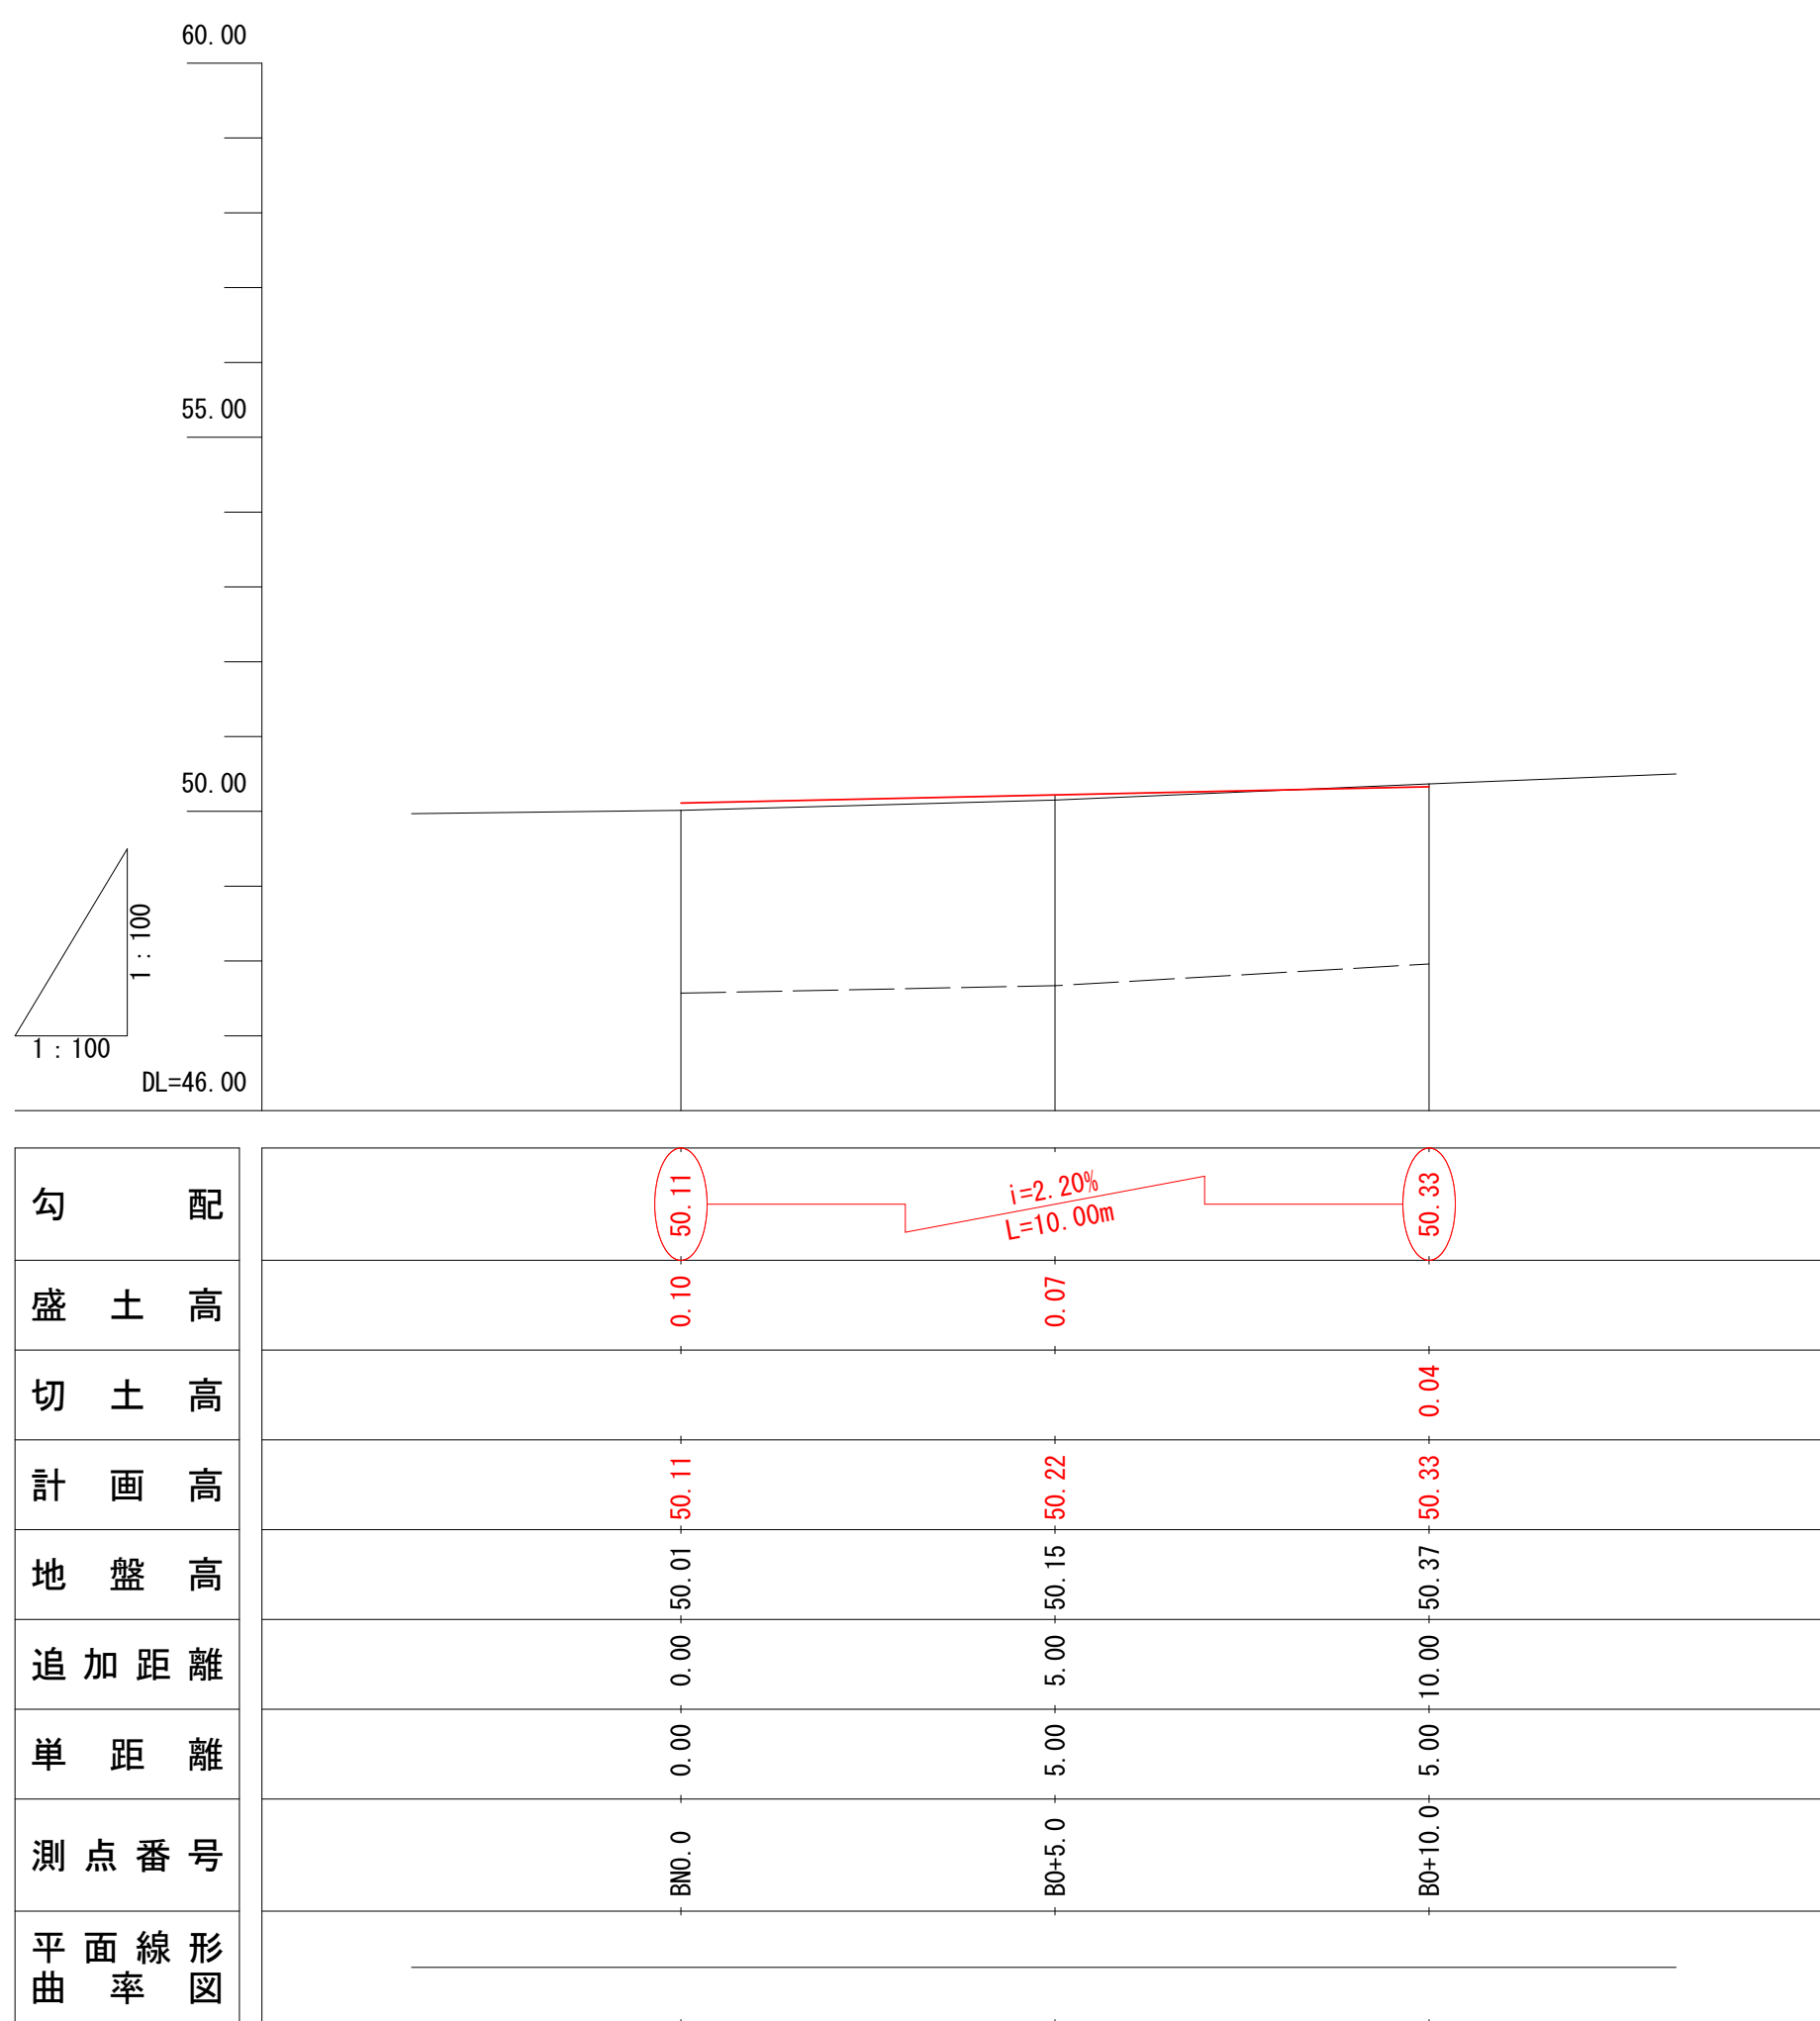 60.00
55.00
50.00
1:100
1:100
DL=46.00
勾配 50.11 i=2.20% L=10.00m 50.33
盛土高 0.10 0.07
切土高 0.04
計画高 50.11 50.22 50.33
地盤高 50.01 50.15 50.37
追加距離 0.00 5.00 10.00
単距離 0.00 5.00 5.00
測点番号 BNO.0 B0+5.0 B0+10.0
平面線形
曲率図